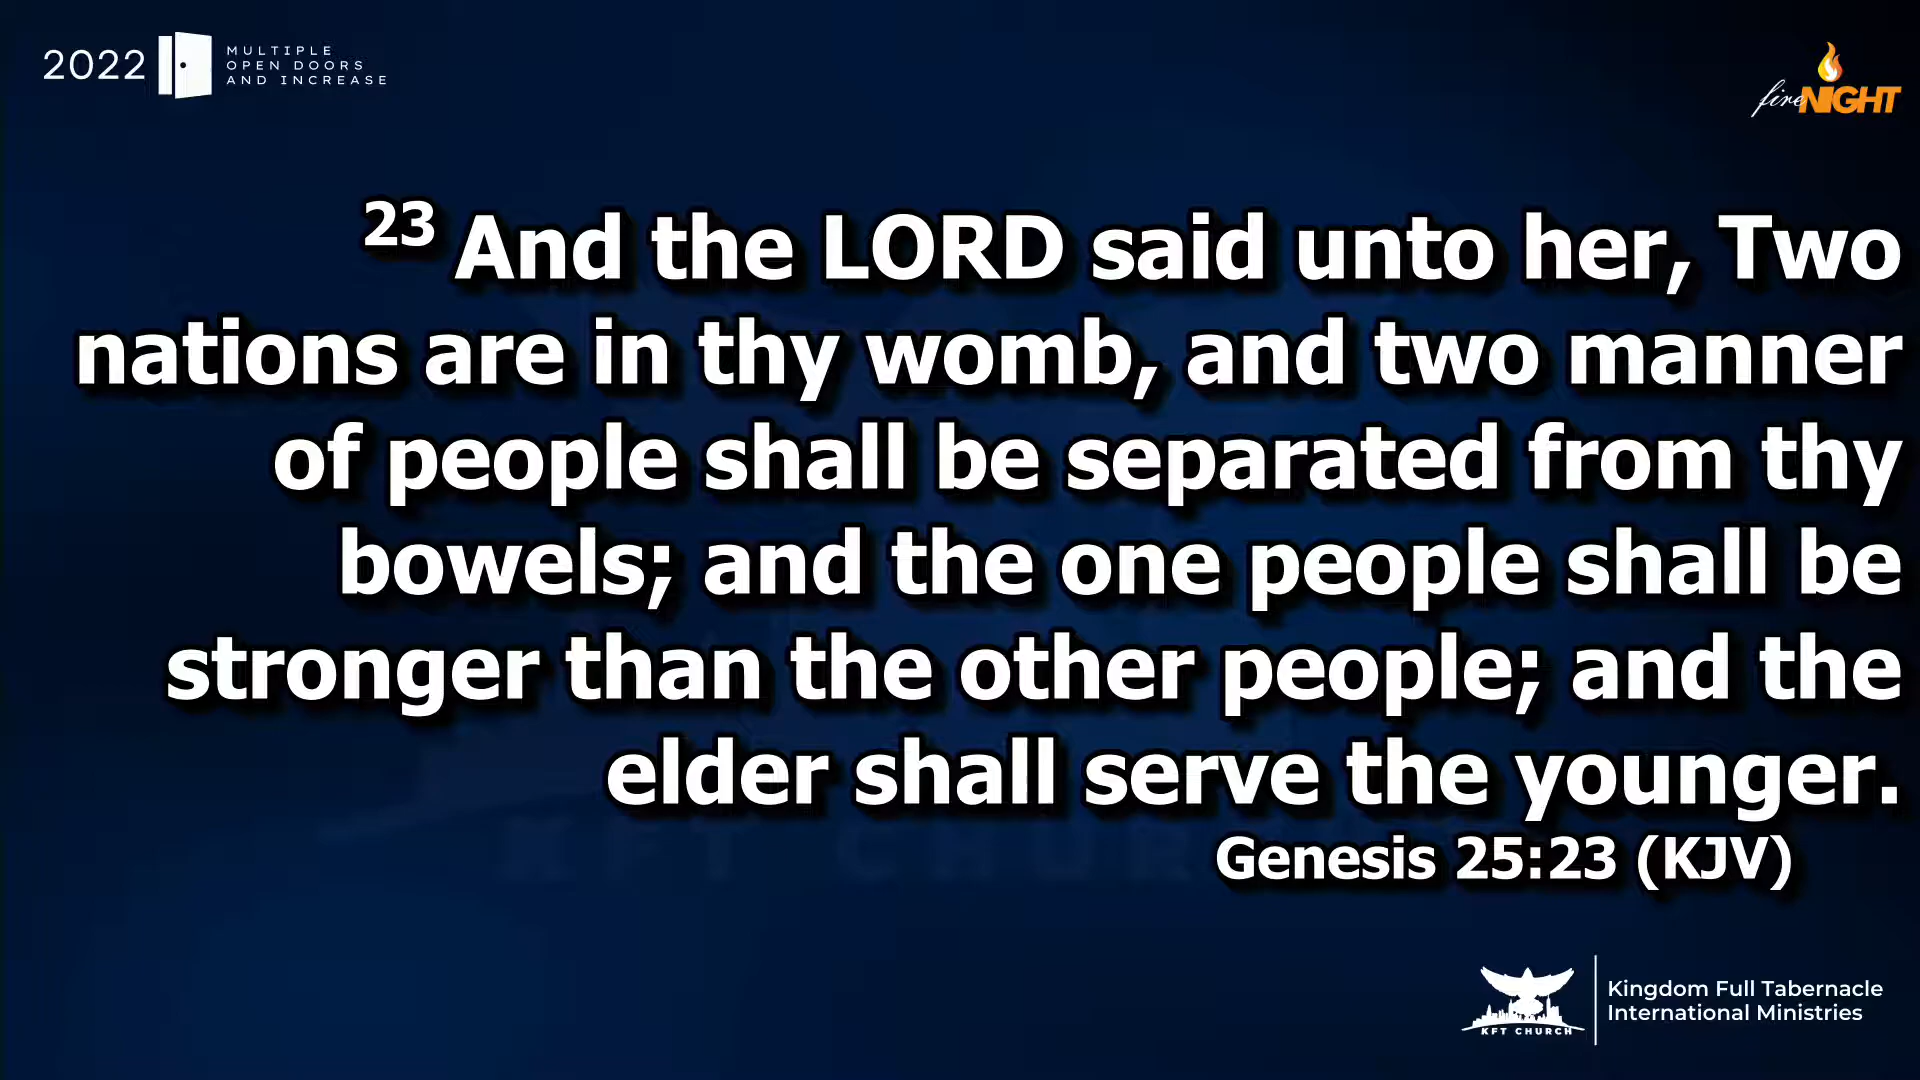 2022
MULTIPLE
OPEN DOORS
AND INCREASE
fireNIGHT
23 And the LORD said unto her, Two
nations are in thy womb, and two manner
of people shall be separated from thy
bowels; and the one people shall be
stronger than the other people; and the
elder shall serve the younger.
Genesis 25:23 (KJV)
KFT CHURCH
KFT CHURCH
Kingdom Full Tabernacle
International Ministries